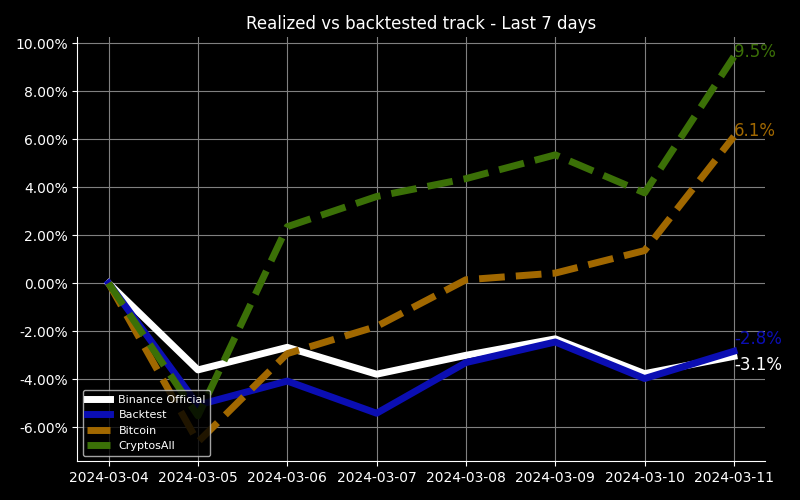 Realized vs backtested track - Last 7 days
10.00%
8.00%
6.00%
4.00%
2.00%
0.00%
-2.00%
-4.00%
-6.00%
9.5%
6.1%
-2.8%
-3.1%
Binance Official
Backtest
Bitcoin
CryptosAll
2024-03-04 2024-03-05 2024-03-06 2024-03-07 2024-03-08 2024-03-09 2024-03-10 2024-03-11